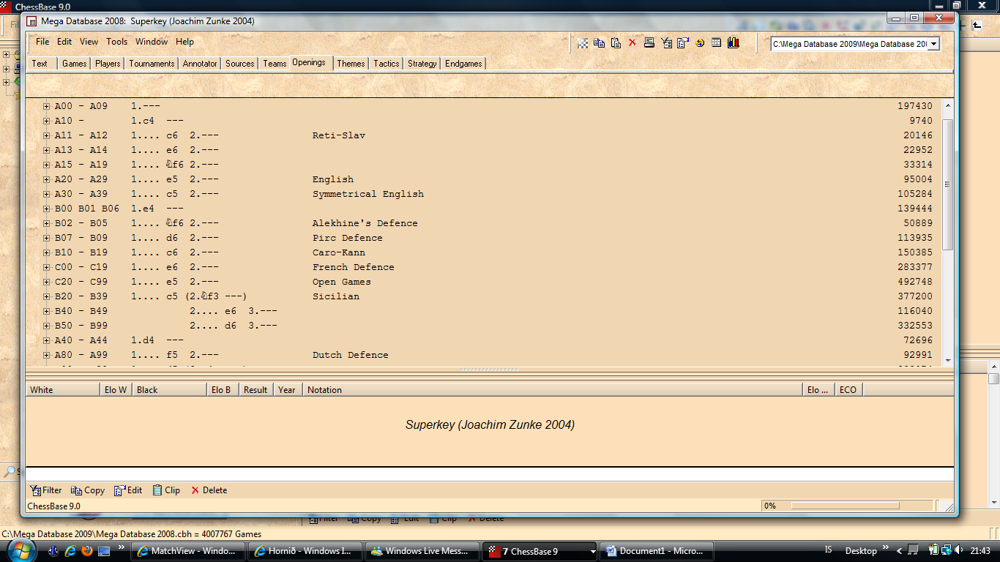 ChessBase 9.0
Mega Database 2008: Superkey (Joachim Zunke 2004)
File Edit View Tools Window Help
C:\Mega Database 2009\Mega Database 200
Text Games Players Tournaments Annotator Sources Teams Openings Themes Tactics Strategy Endgames
A00 - A09 1.--- 197430
A10 - 1.c4 --- 9740
A11 - A12 1.... c6 2.--- Reti-Slav 20146
A13 - A14 1.... e6 2.--- 22952
A15 - A19 1.... ♘f6 2.--- 33314
A20 - A29 1.... e5 2.--- English 95004
A30 - A39 1.... c5 2.--- Symmetrical English 105284
B00 B01 B06 1.e4 --- 139444
B02 - B05 1.... ♘f6 2.--- Alekhine's Defence 50889
B07 - B09 1.... d6 2.--- Pirc Defence 113935
B10 - B19 1.... c6 2.--- Caro-Kann 150385
C00 - C19 1.... e6 2.--- French Defence 283377
C20 - C99 1.... e5 2.--- Open Games 492748
B20 - B39 1.... c5 (2.♘f3 ---) Sicilian 377200
B40 - B49 2.... e6 3.--- 116040
B50 - B99 2.... d6 3.--- 332553
A40 - A44 1.d4 --- 72696
A80 - A99 1.... f5 2.--- Dutch Defence 92991
White Elo W Black Elo B Result Year Notation Elo ... ECO
Superkey (Joachim Zunke 2004)
Filter Copy Edit Clip Delete
ChessBase 9.0 0%
Filter Copy Edit Clip Delete
C:\Mega Database 2009\Mega Database 2008.cbh = 4007767 Games
MatchView - Windo... Hornið - Windows I... Windows Live Mess... 7 ChessBase 9 Document1 - Micro... IS Desktop 21:43